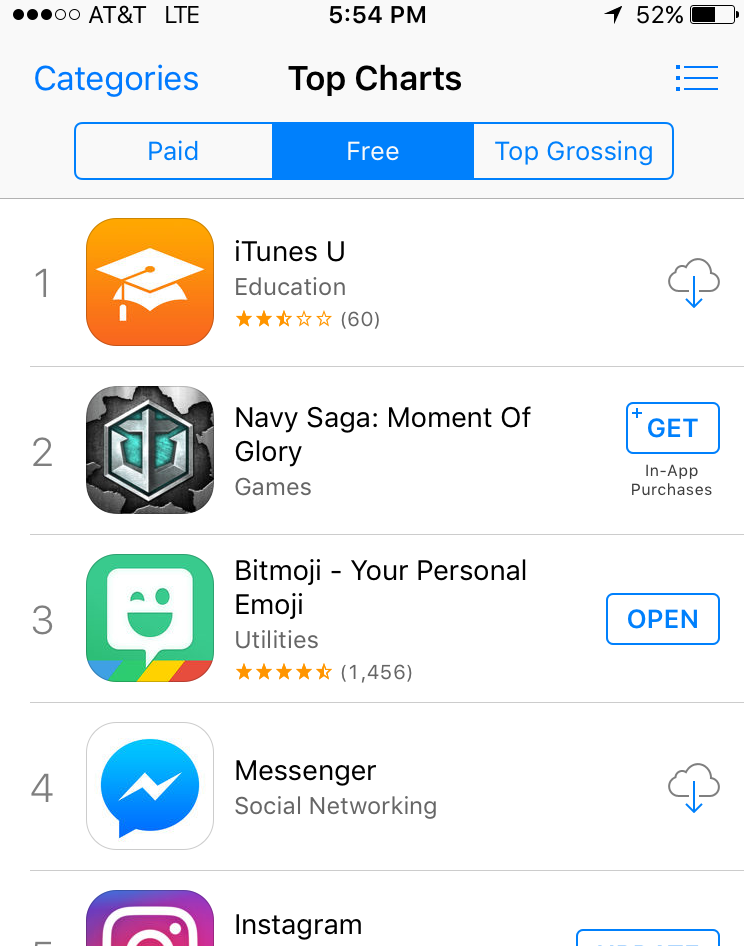 AT&T LTE 5:54 PM 52%
Categories Top Charts
Paid Free Top Grossing
1
iTunes U
Education
(60)
2
Navy Saga: Moment Of
Glory
Games
+ GET
In-App
Purchases
3
Bitmoji - Your Personal
Emoji
Utilities
(1,456)
OPEN
4
Messenger
Social Networking
5
Instagram
UPDATE